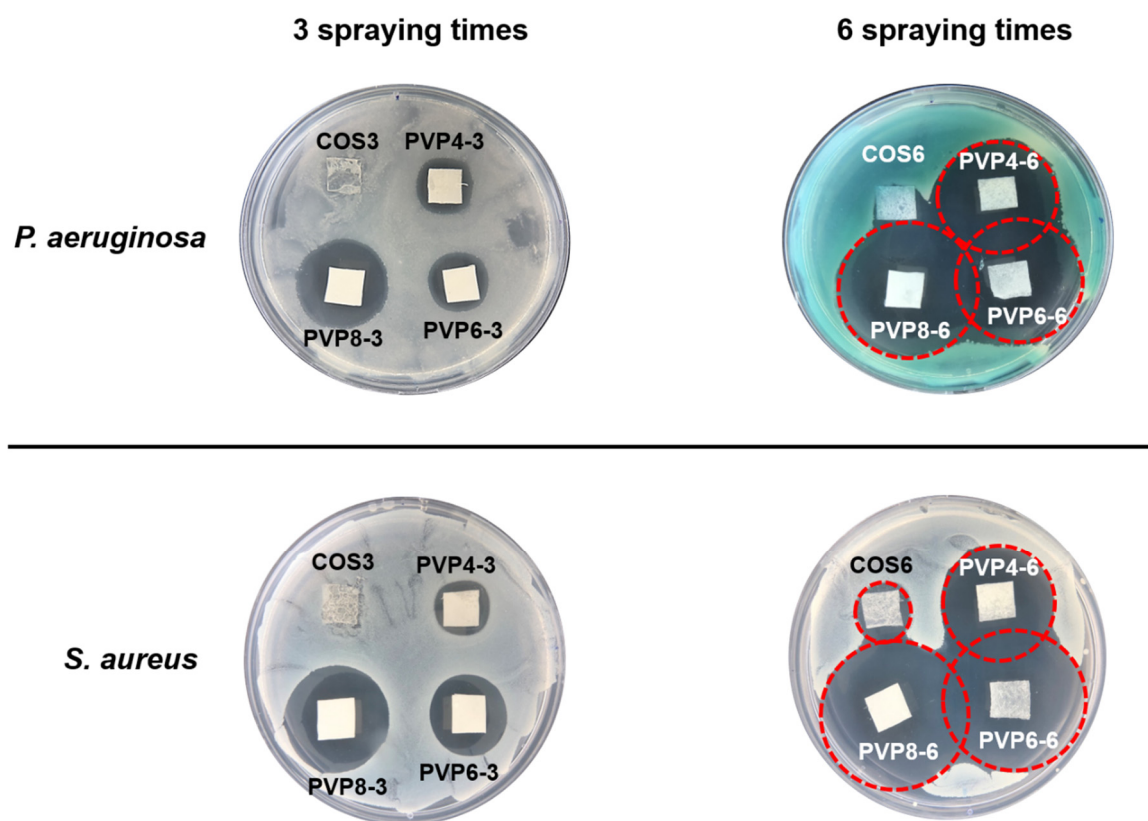 3 spraying times
6 spraying times
P. aeruginosa
COS3
PVP4-3
PVP8-3
PVP6-3
COS6
PVP4-6
PVP8-6
PVP6-6
S. aureus
COS3
PVP4-3
PVP8-3
PVP6-3
COS6
PVP4-6
PVP8-6
PVP6-6